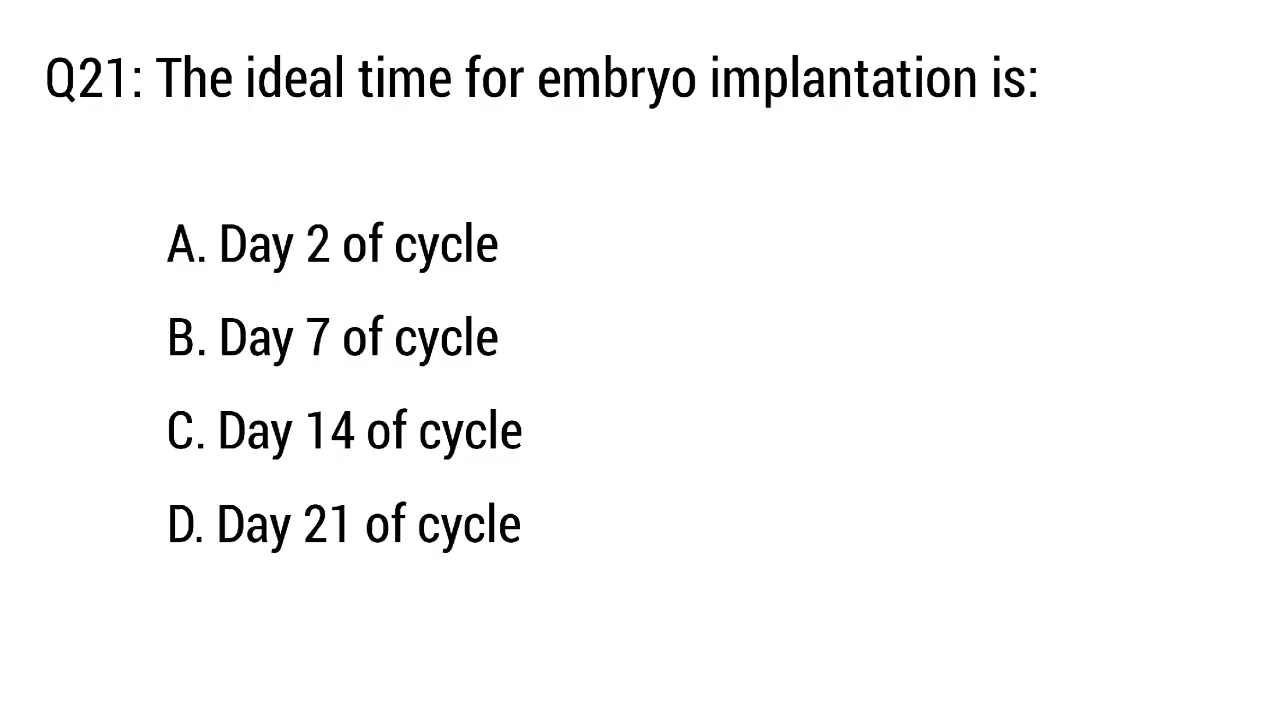 Q21: The ideal time for embryo implantation is:
A. Day 2 of cycle
B. Day 7 of cycle
C. Day 14 of cycle
D. Day 21 of cycle